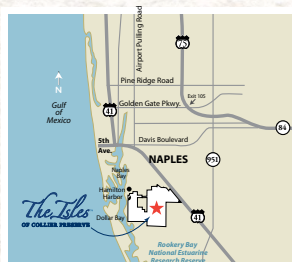 Airport Pulling Road
75
Pine Ridge Road
Exit 105
N
Gulf
of
Mexico
41
Golden Gate Pkwy.
84
5th
Ave.
Davis Boulevard
NAPLES
951
Naples
Bay
Hamilton
Harbor
The Isles
OF COLLIER PRESERVE
Dollar Bay
41
Rookery Bay
National Estuarine
Research Reserve